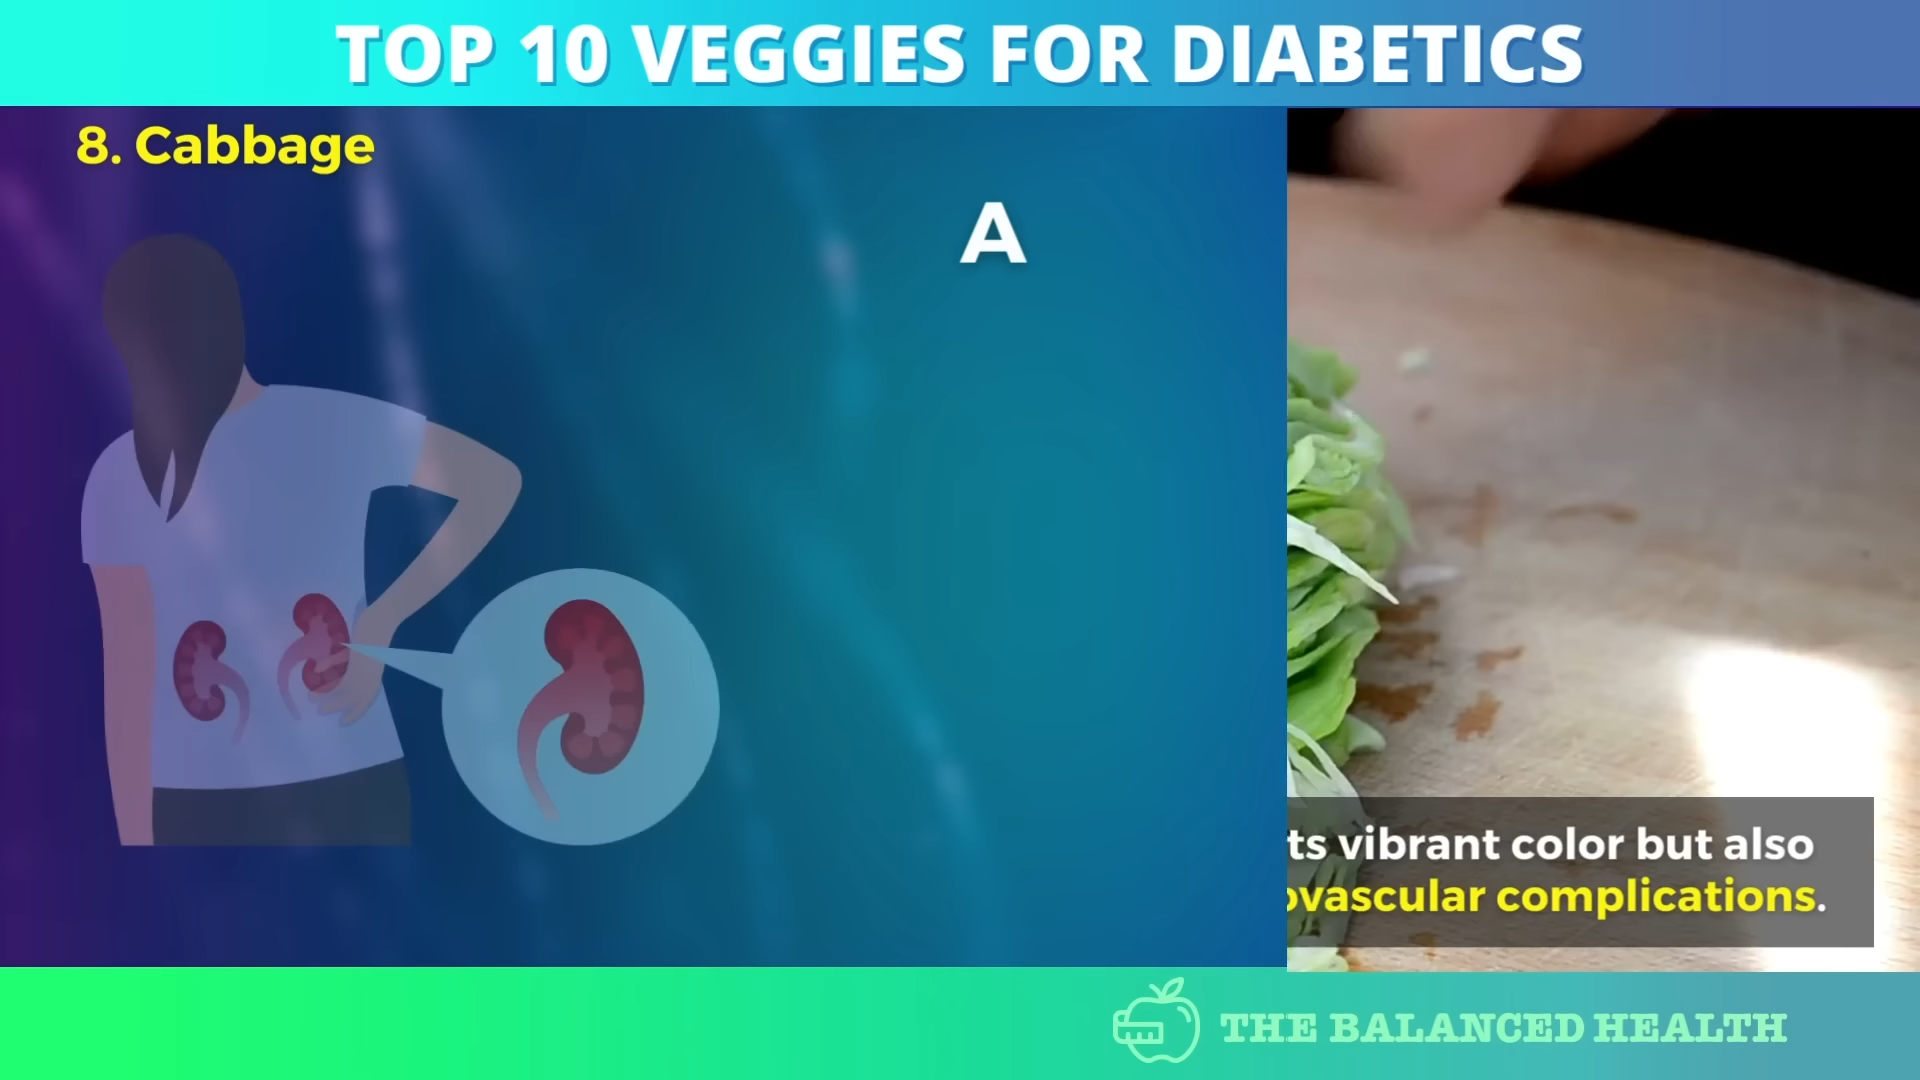 TOP 10 VEGGIES FOR DIABETICS
8. Cabbage
A
ts vibrant color but also
ovascular complications.
THE BALANCED HEALTH